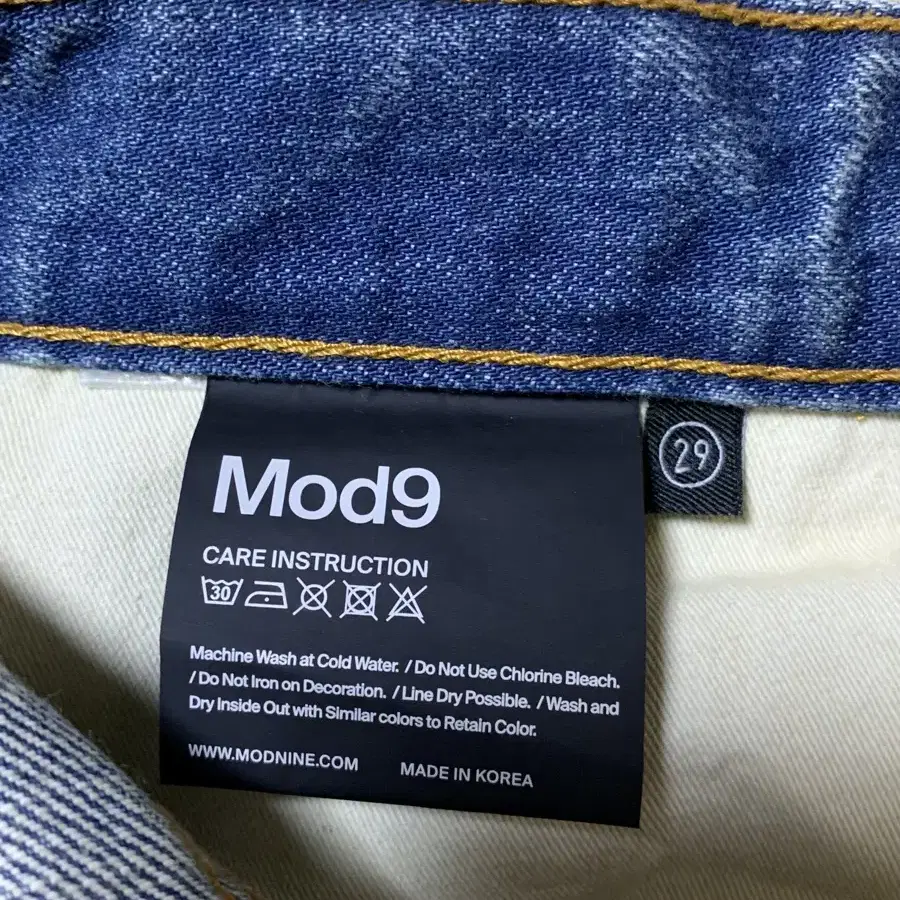 Mod9
29
CARE INSTRUCTION
30
Machine Wash at Cold Water. / Do Not Use Chlorine Bleach.
/ Do Not Iron on Decoration. / Line Dry Possible. / Wash and
Dry Inside Out with Similar colors to Retain Color.
WWW.MODNINE.COM MADE IN KOREA